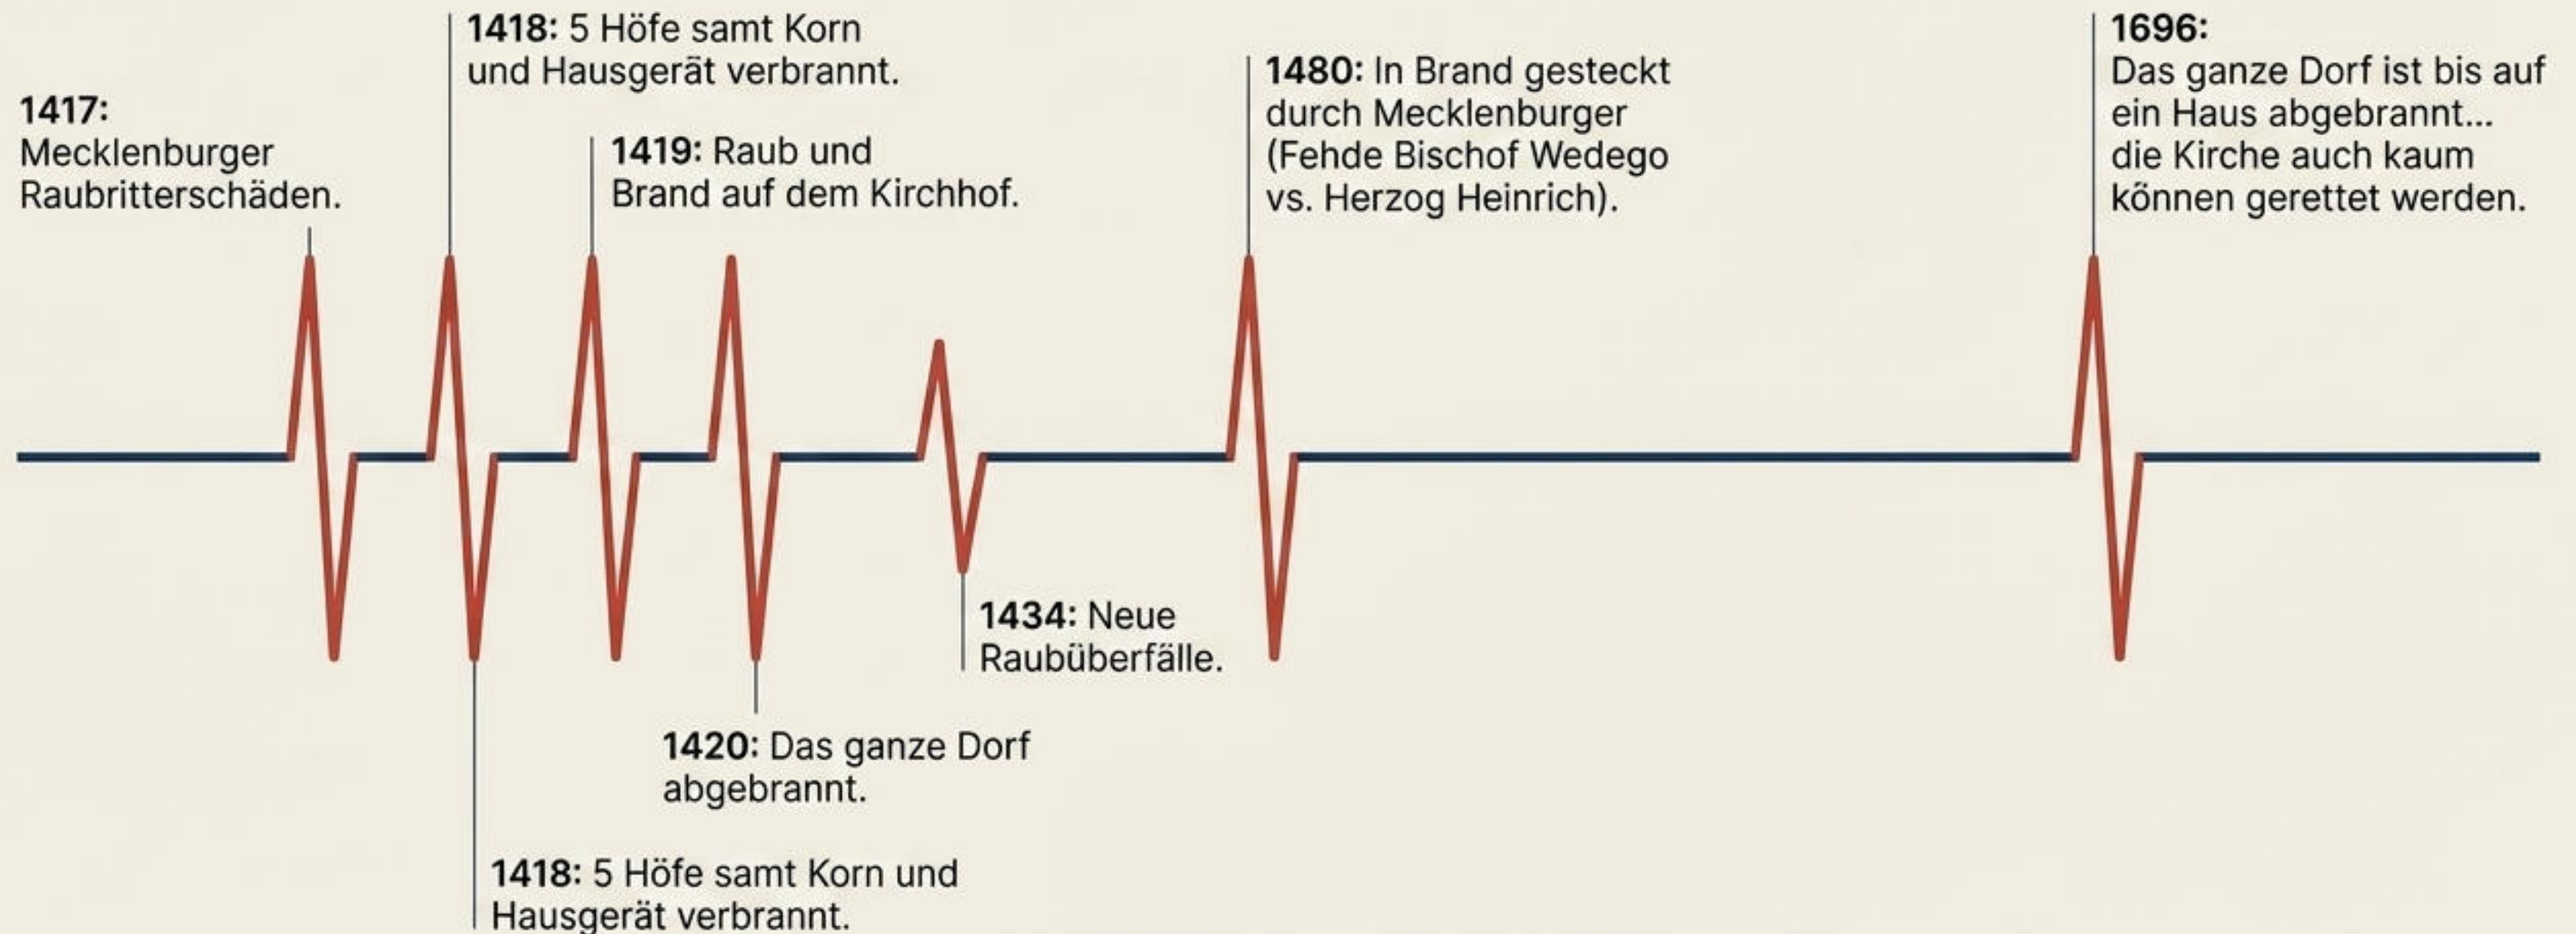 1417:
Mecklenburger
Raubritterschäden.
1418: 5 Höfe samt Korn
und Hausgerät verbrannt.
1419: Raub und
Brand auf dem Kirchhof.
1480: In Brand gesteckt
durch Mecklenburger
(Fehde Bischof Wedego
vs. Herzog Heinrich).
1696:
Das ganze Dorf ist bis auf
ein Haus abgebrannt...
die Kirche auch kaum
können gerettet werden.
1434: Neue
Raubüberfälle.
1420: Das ganze Dorf
abgebrannt.
1418: 5 Höfe samt Korn und
Hausgerät verbrannt.